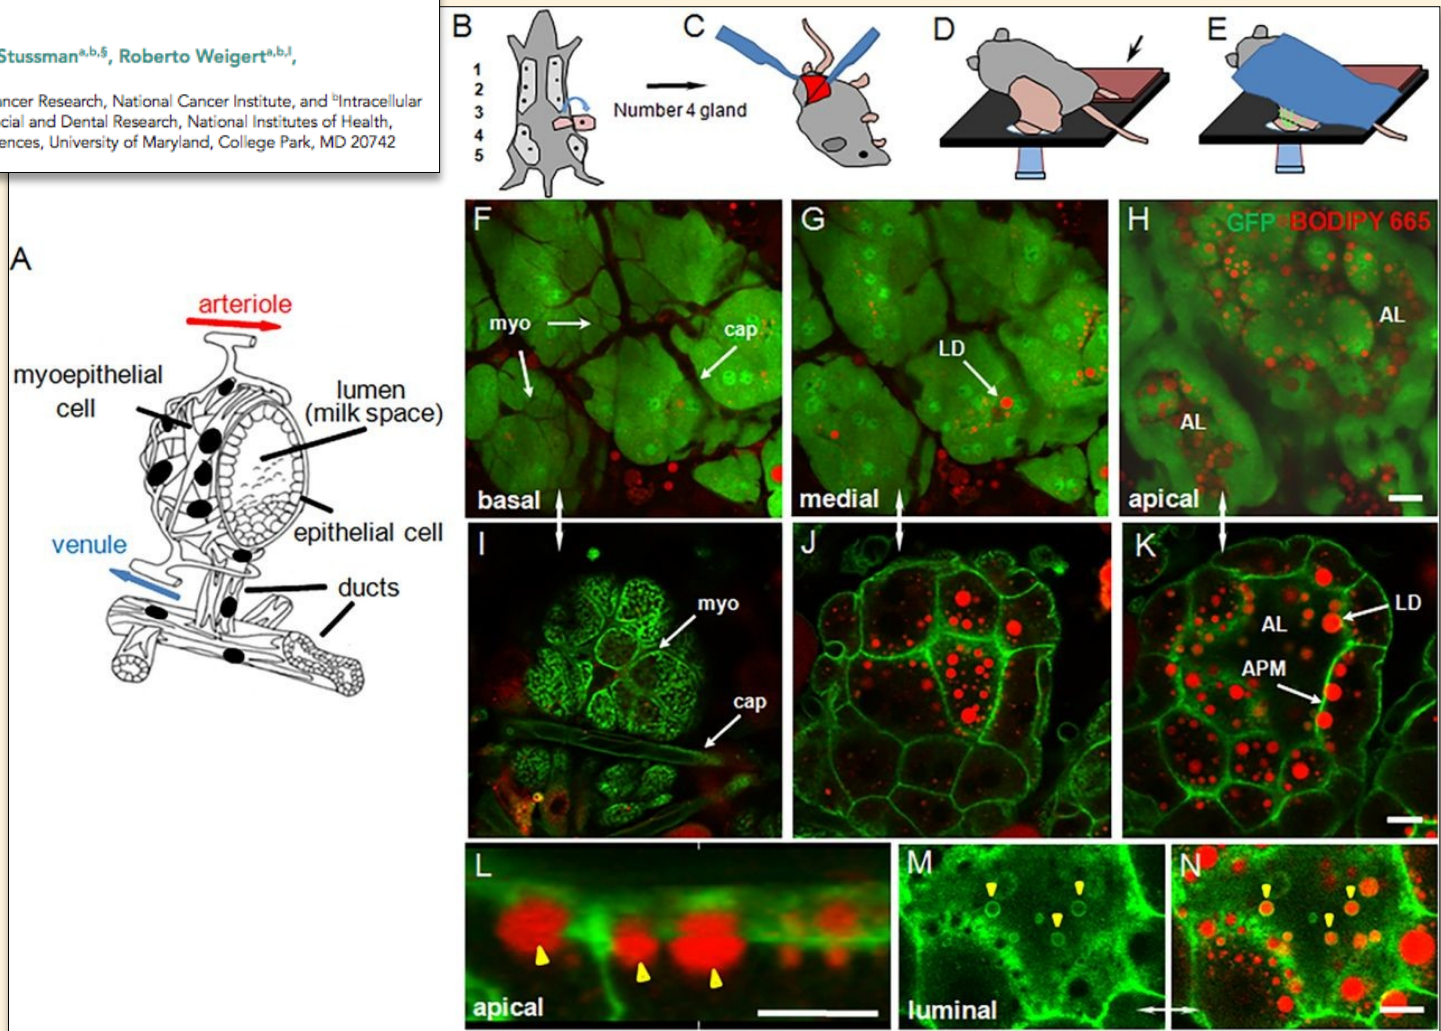 Stussmanᵃ,ᵇ,§, Roberto Weigertᵃ,ᵇ,ˡ,
ancer Research, National Cancer Institute, and ᵇIntracellular
cial and Dental Research, National Institutes of Health,
ences, University of Maryland, College Park, MD 20742
A
arteriole
myoepithelial
cell
lumen
(milk space)
epithelial cell
venule
ducts
B
1
2
3
4
5
Number 4 gland
C
D
E
F
myo
cap
basal
G
LD
medial
H
GFP BODIPY 665
AL
AL
apical
I
myo
cap
J
K
LD
AL
APM
L
apical
M
luminal
N